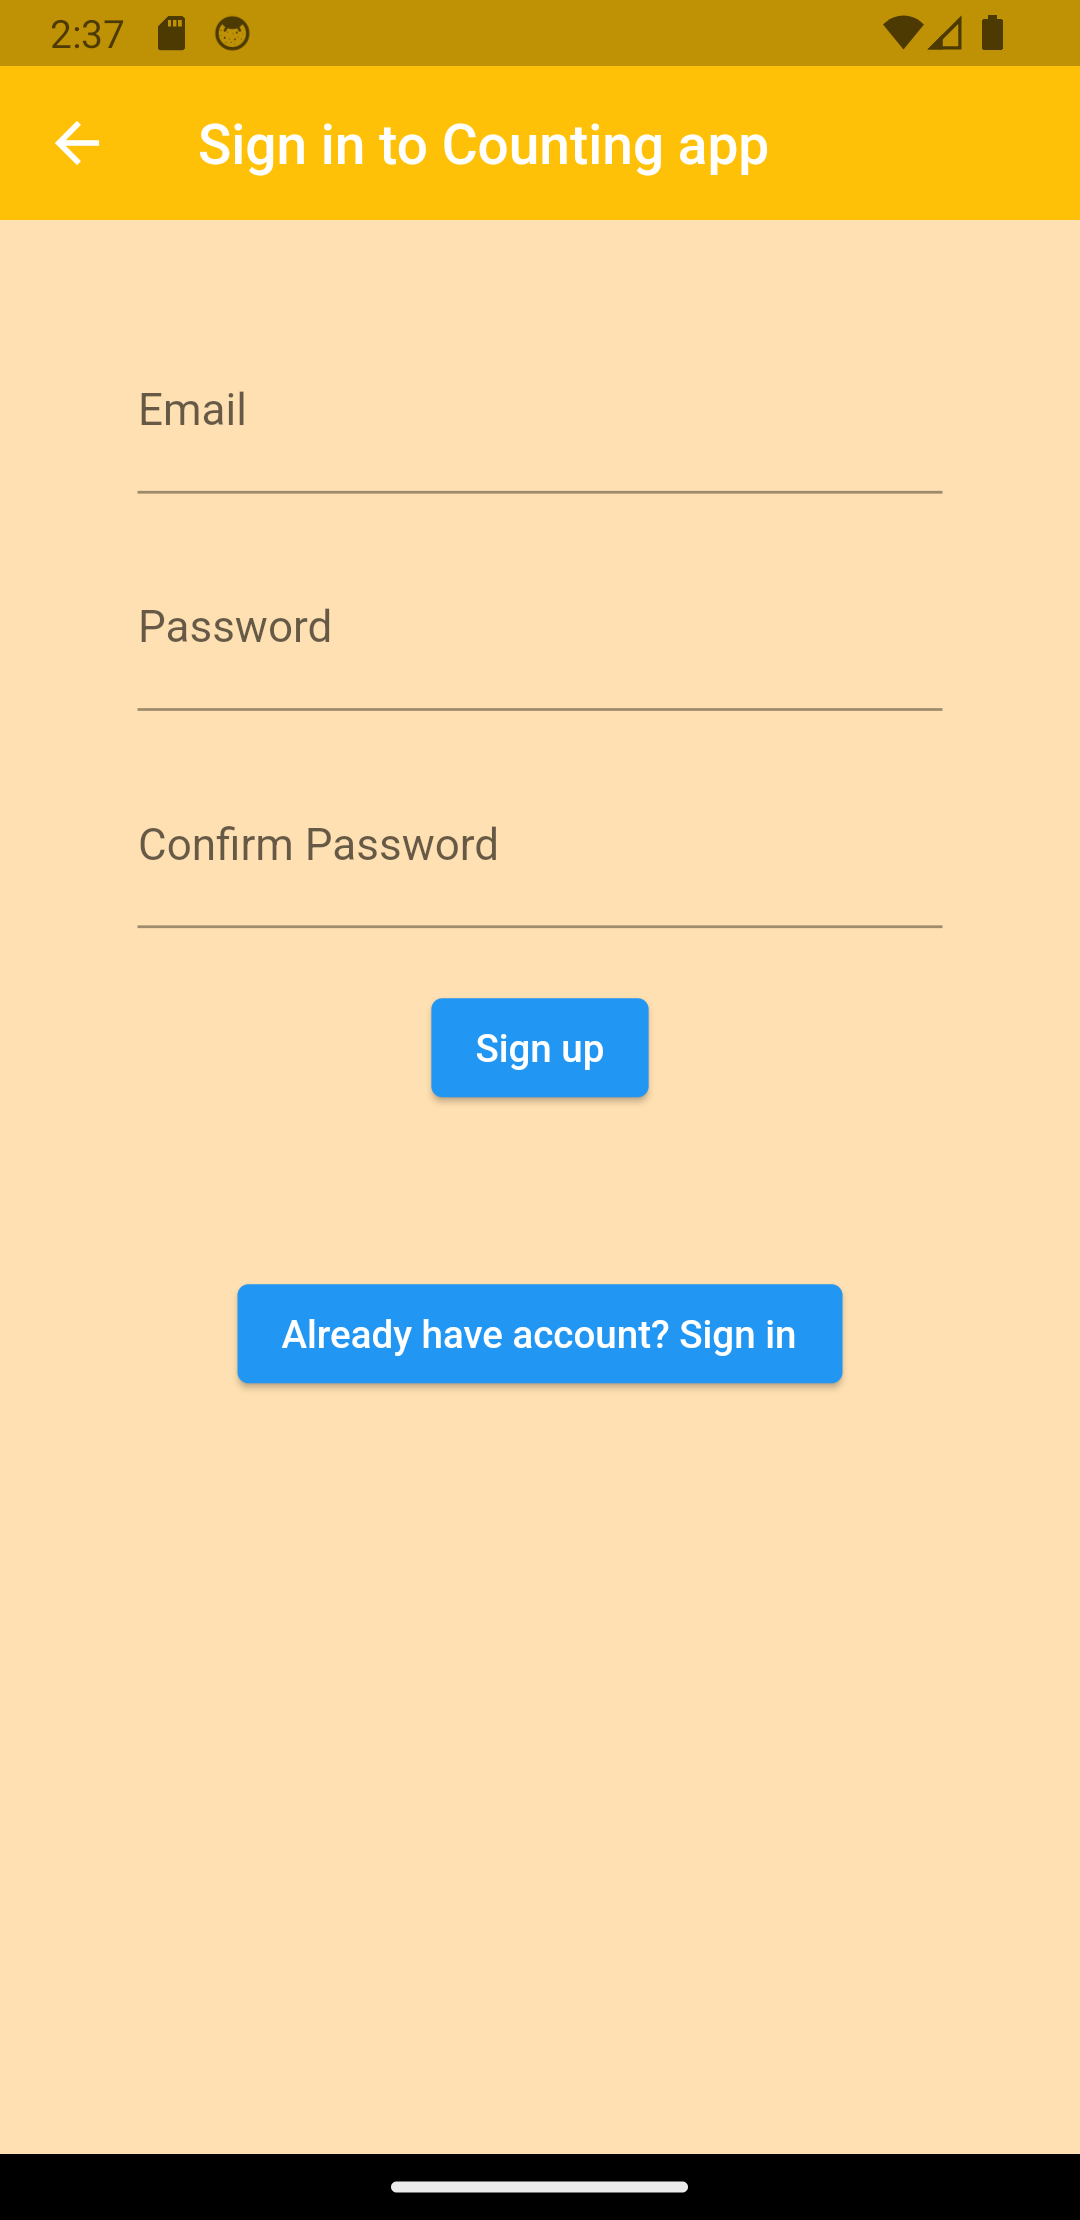 2:37
Sign in to Counting app
Email
Password
Confirm Password
Sign up
Already have account? Sign in